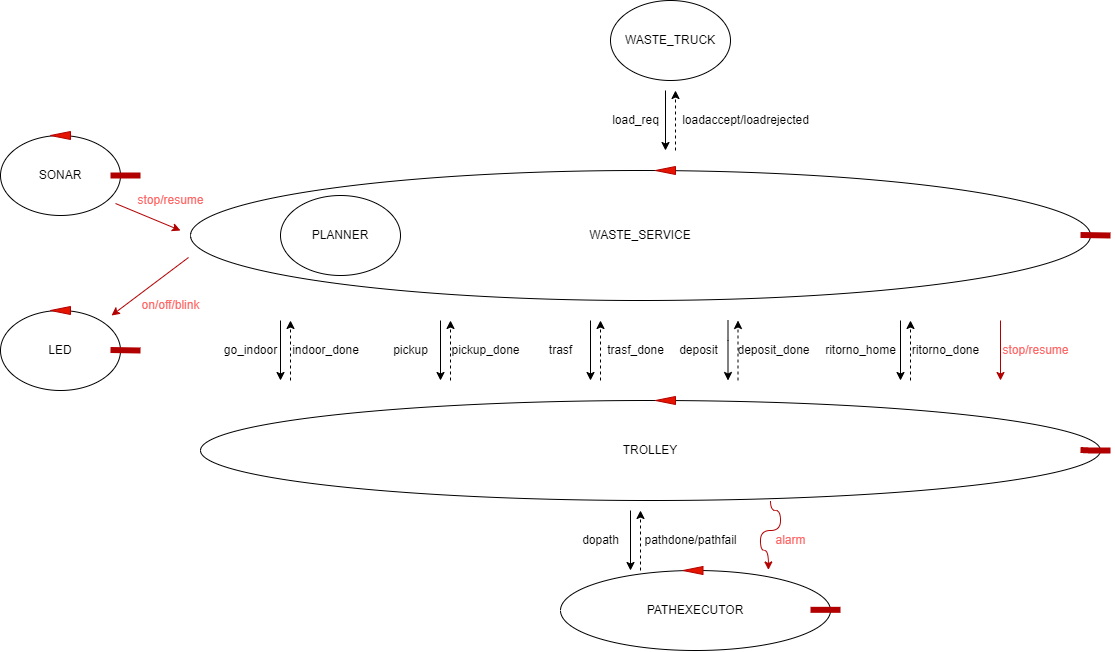 WASTE_TRUCK
load_req
loadaccept/loadrejected
SONAR
stop/resume
PLANNER
WASTE_SERVICE
on/off/blink
LED
go_indoor
indoor_done
pickup
pickup_done
trasf
trasf_done
deposit
deposit_done
ritorno_home
ritorno_done
stop/resume
TROLLEY
dopath
pathdone/pathfail
alarm
PATHEXECUTOR